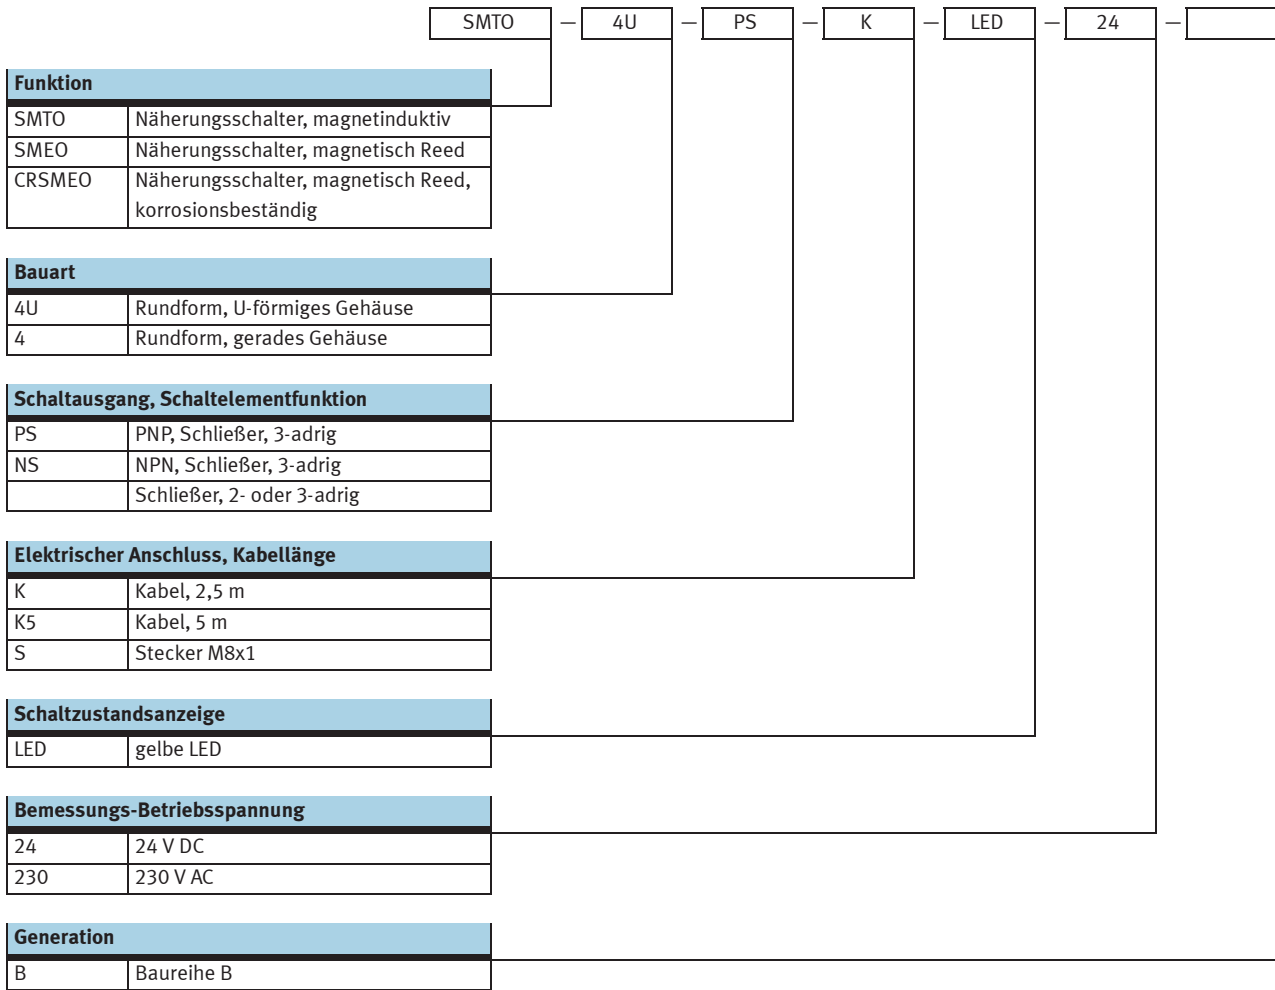 SMTO — 4U — PS — K — LED — 24 —
Funktion
SMTO Näherungsschalter, magnetinduktiv
SMEO Näherungsschalter, magnetisch Reed
CRSMEO Näherungsschalter, magnetisch Reed,
korrosionsbeständig
Bauart
4U Rundform, U-förmiges Gehäuse
4 Rundform, gerades Gehäuse
Schaltausgang, Schaltelementfunktion
PS PNP, Schließer, 3-adrig
NS NPN, Schließer, 3-adrig
Schließer, 2- oder 3-adrig
Elektrischer Anschluss, Kabellänge
K Kabel, 2,5 m
K5 Kabel, 5 m
S Stecker M8x1
Schaltzustandsanzeige
LED gelbe LED
Bemessungs-Betriebsspannung
24 24 V DC
230 230 V AC
Generation
B Baureihe B